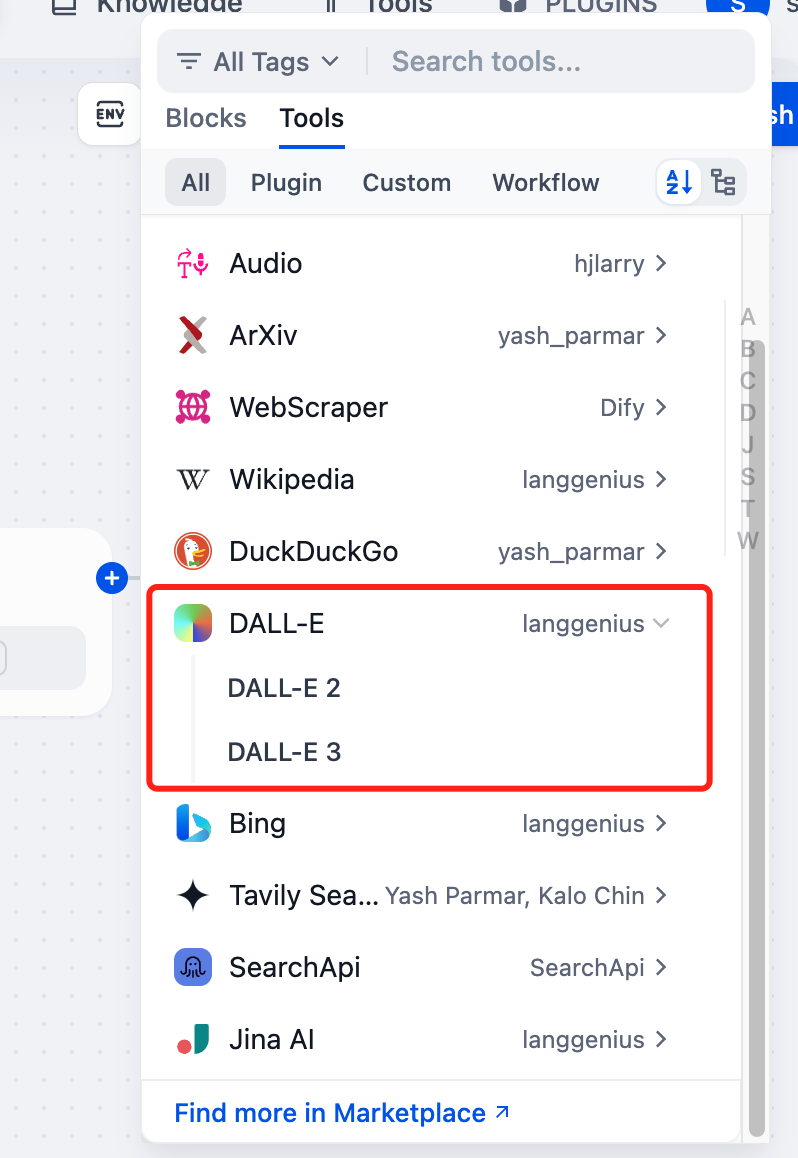 Knowledge Tools PLUGINS S
All Tags Search tools...
ENV
Blocks Tools
sh
All Plugin Custom Workflow
A Z
Audio hjlarry
ArXiv yash_parmar
WebScraper Dify
Wikipedia langgenius
DuckDuckGo yash_parmar
DALL-E langgenius
DALL-E 2
DALL-E 3
Bing langgenius
Tavily Sea... Yash Parmar, Kalo Chin
SearchApi SearchApi
Jina AI langgenius
Find more in Marketplace
A
B
C
D
J
S
T
W